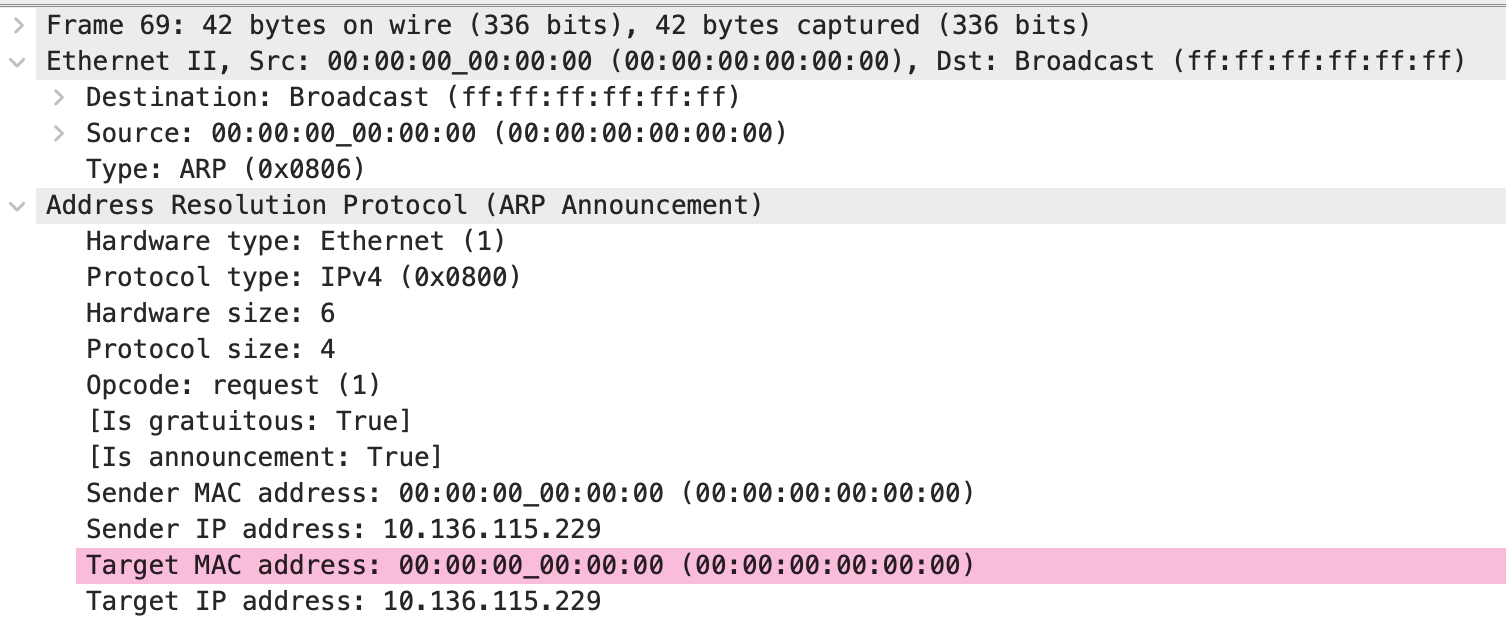 Frame 69: 42 bytes on wire (336 bits), 42 bytes captured (336 bits)
Ethernet II, Src: 00:00:00_00:00:00 (00:00:00:00:00:00), Dst: Broadcast (ff:ff:ff:ff:ff:ff)
Destination: Broadcast (ff:ff:ff:ff:ff:ff)
Source: 00:00:00_00:00:00 (00:00:00:00:00:00)
Type: ARP (0x0806)
Address Resolution Protocol (ARP Announcement)
Hardware type: Ethernet (1)
Protocol type: IPv4 (0x0800)
Hardware size: 6
Protocol size: 4
Opcode: request (1)
[Is gratuitous: True]
[Is announcement: True]
Sender MAC address: 00:00:00_00:00:00 (00:00:00:00:00:00)
Sender IP address: 10.136.115.229
Target MAC address: 00:00:00_00:00:00 (00:00:00:00:00:00)
Target IP address: 10.136.115.229